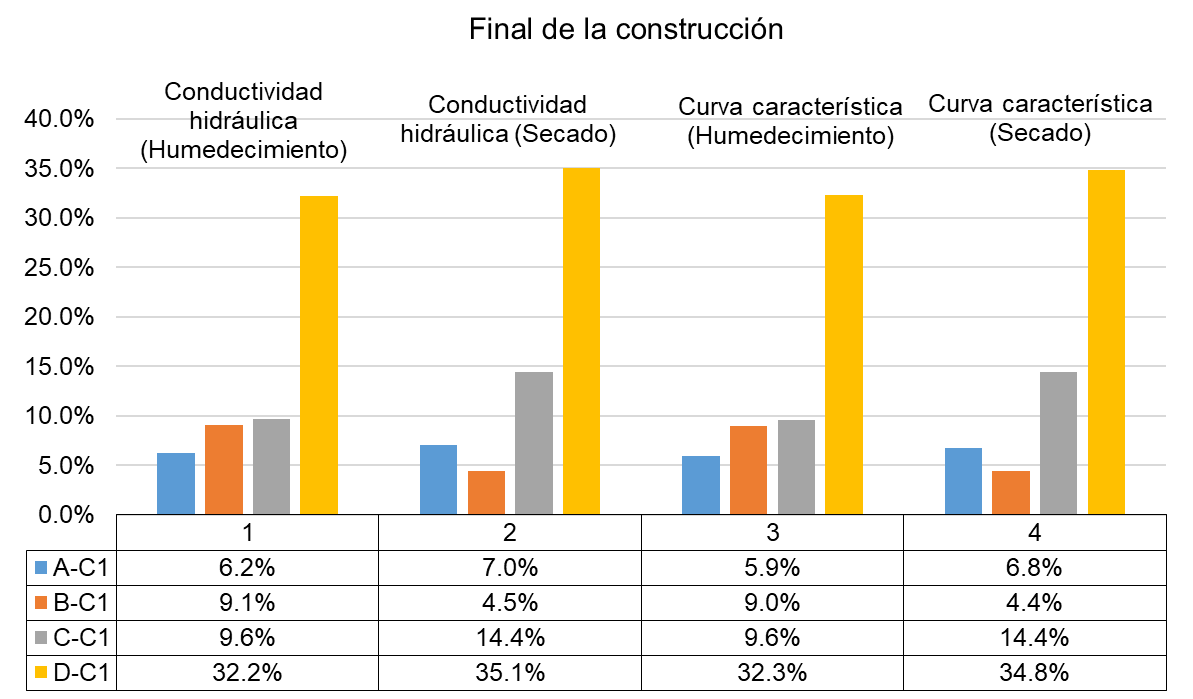 Final de la construcción
Conductividad
hidráulica
(Humedecimiento)
Conductividad
hidráulica (Secado)
Curva característica
(Humedecimiento)
Curva característica
(Secado)
40.0%
35.0%
30.0%
25.0%
20.0%
15.0%
10.0%
5.0%
0.0%
1 2 3 4
A-C1 6.2% 7.0% 5.9% 6.8%
B-C1 9.1% 4.5% 9.0% 4.4%
C-C1 9.6% 14.4% 9.6% 14.4%
D-C1 32.2% 35.1% 32.3% 34.8%